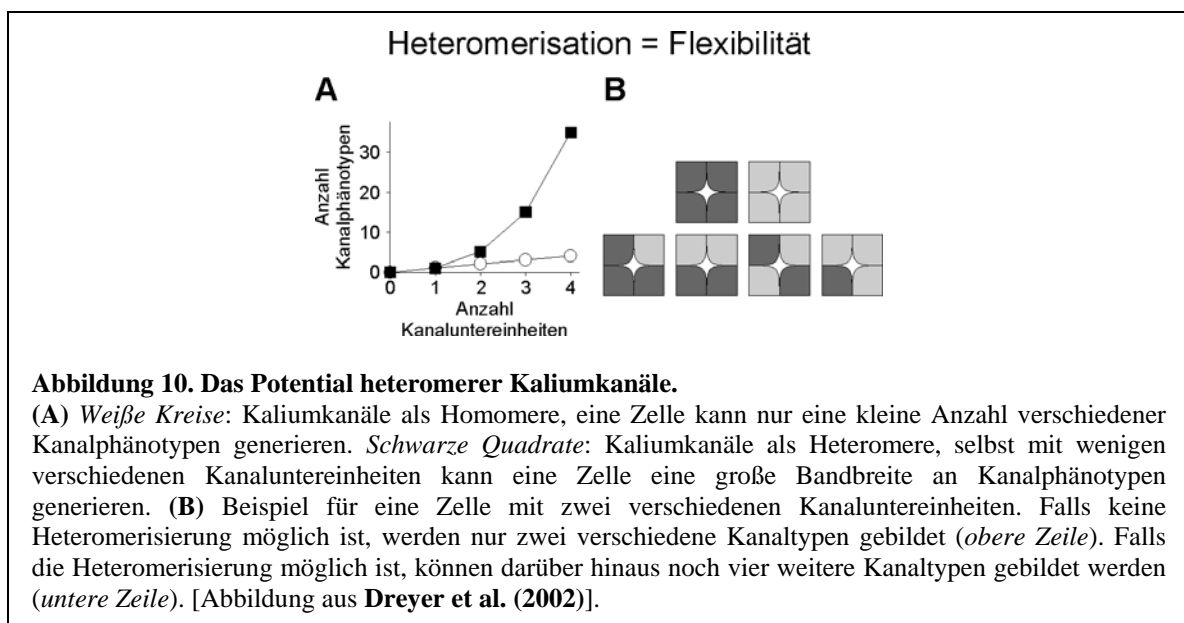 Heteromerisation = Flexibilität
A
B
Anzahl
Kanalphänotypen
30
20
10
0
0 1 2 3 4
Anzahl
Kanaluntereinheiten
Abbildung 10. Das Potential heteromerer Kaliumkanäle.
(A) Weiße Kreise: Kaliumkanäle als Homomere, eine Zelle kann nur eine kleine Anzahl verschiedener
Kanalphänotypen generieren. Schwarze Quadrate: Kaliumkanäle als Heteromere, selbst mit wenigen
verschiedenen Kanaluntereinheiten kann eine Zelle eine große Bandbreite an Kanalphänotypen
generieren. (B) Beispiel für eine Zelle mit zwei verschiedenen Kanaluntereinheiten. Falls keine
Heteromerisierung möglich ist, werden nur zwei verschiedene Kanaltypen gebildet (obere Zeile). Falls
die Heteromerisierung möglich ist, können darüber hinaus noch vier weitere Kanaltypen gebildet werden
(untere Zeile). [Abbildung aus Dreyer et al. (2002)].